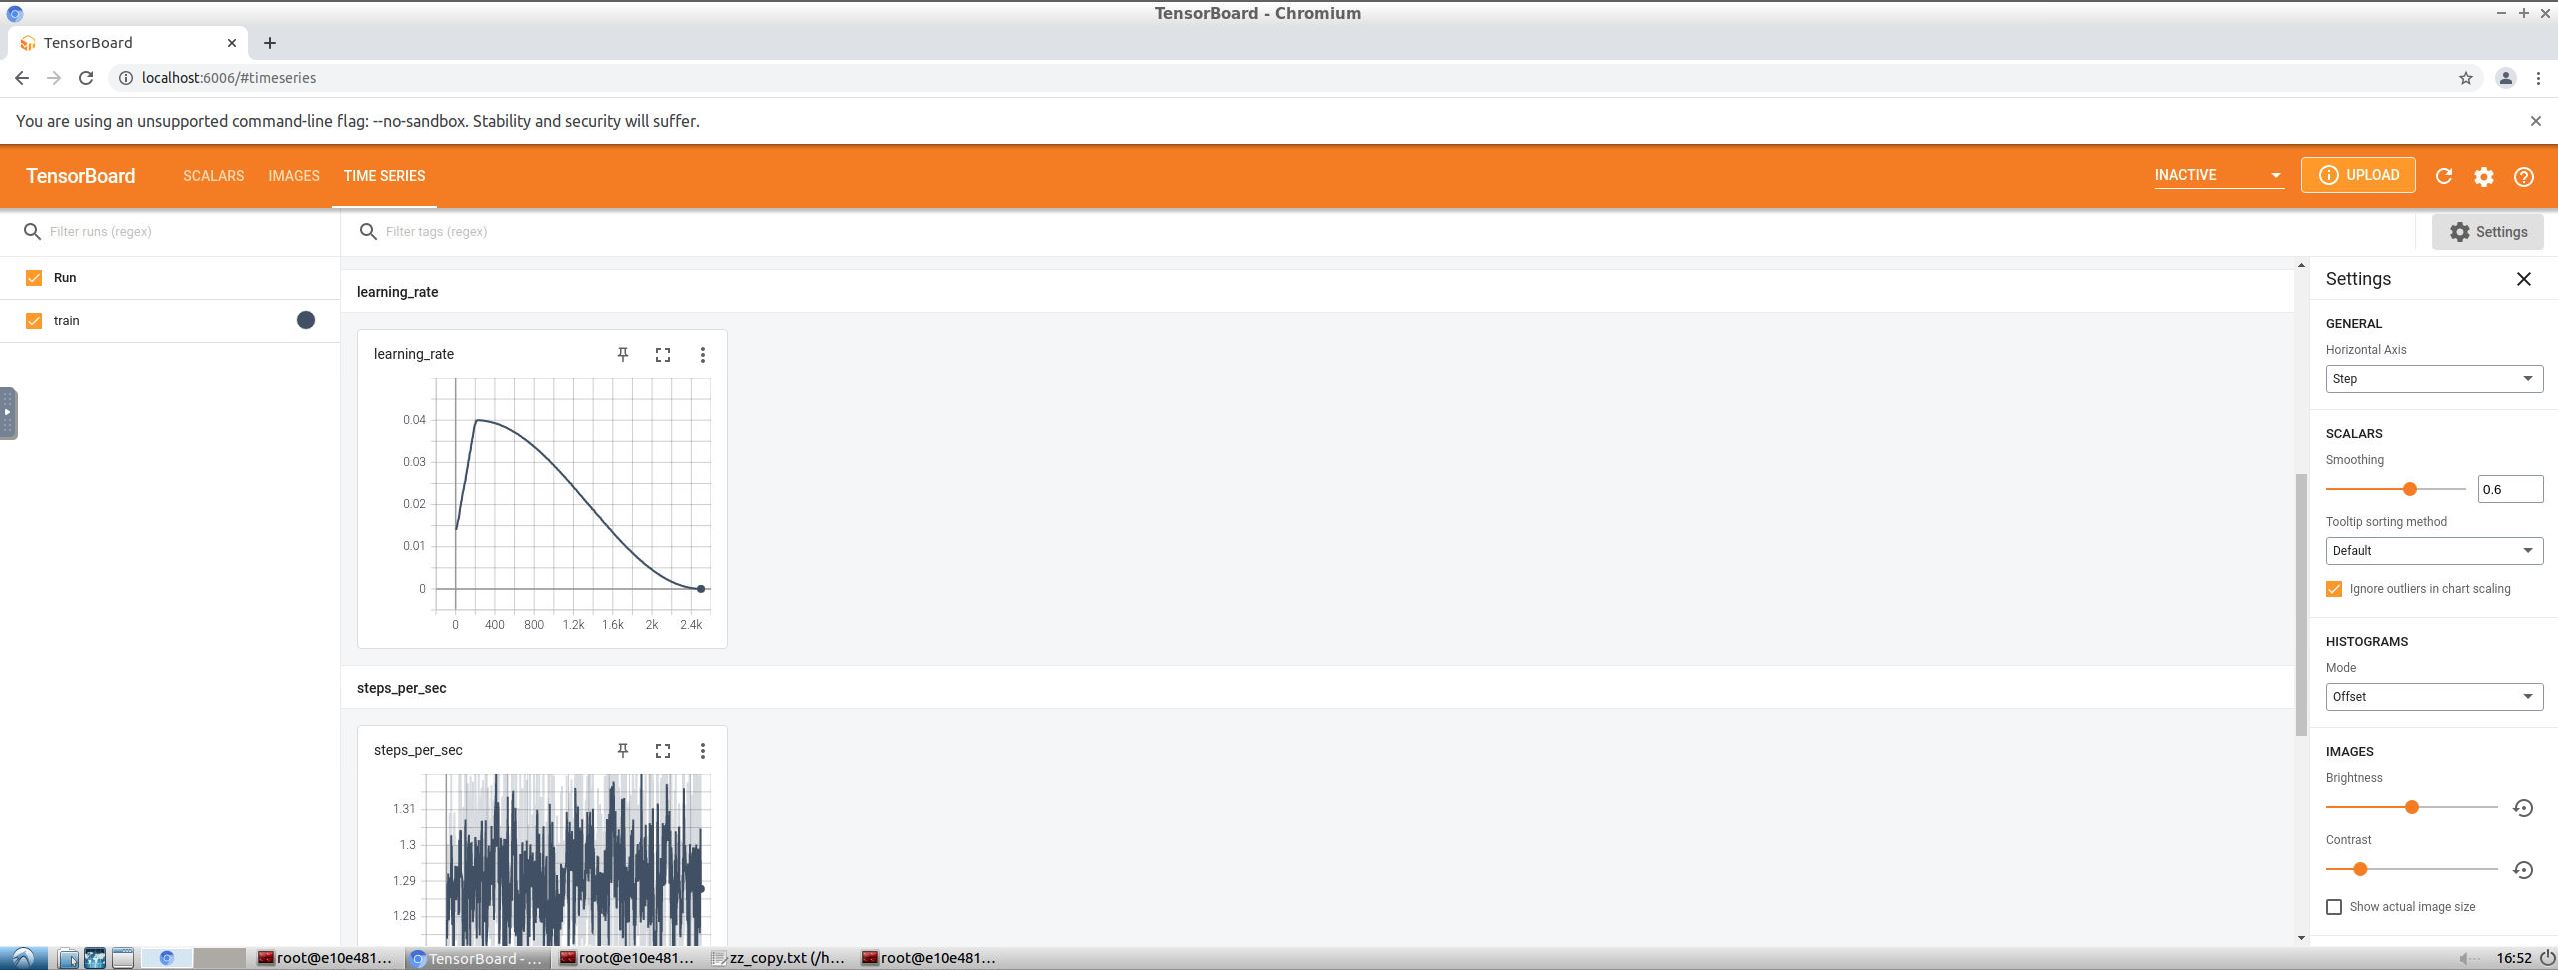 TensorBoard - Chromium
TensorBoard
localhost:6006/#timeseries
You are using an unsupported command-line flag: --no-sandbox. Stability and security will suffer.
TensorBoard SCALARS IMAGES TIME SERIES INACTIVE UPLOAD
Filter runs (regex) Filter tags (regex) Settings
Run
train
learning_rate
learning_rate
0.04
0.03
0.02
0.01
0
0 400 800 1.2k 1.6k 2k 2.4k
steps_per_sec
steps_per_sec
1.31
1.3
1.29
1.28
Settings
GENERAL
Horizontal Axis
Step
SCALARS
Smoothing
0.6
Tooltip sorting method
Default
Ignore outliers in chart scaling
HISTOGRAMS
Mode
Offset
IMAGES
Brightness
Contrast
Show actual image size
root@e10e481... TensorBoard - ... root@e10e481... zz_copy.txt (/h... root@e10e481... 16:52